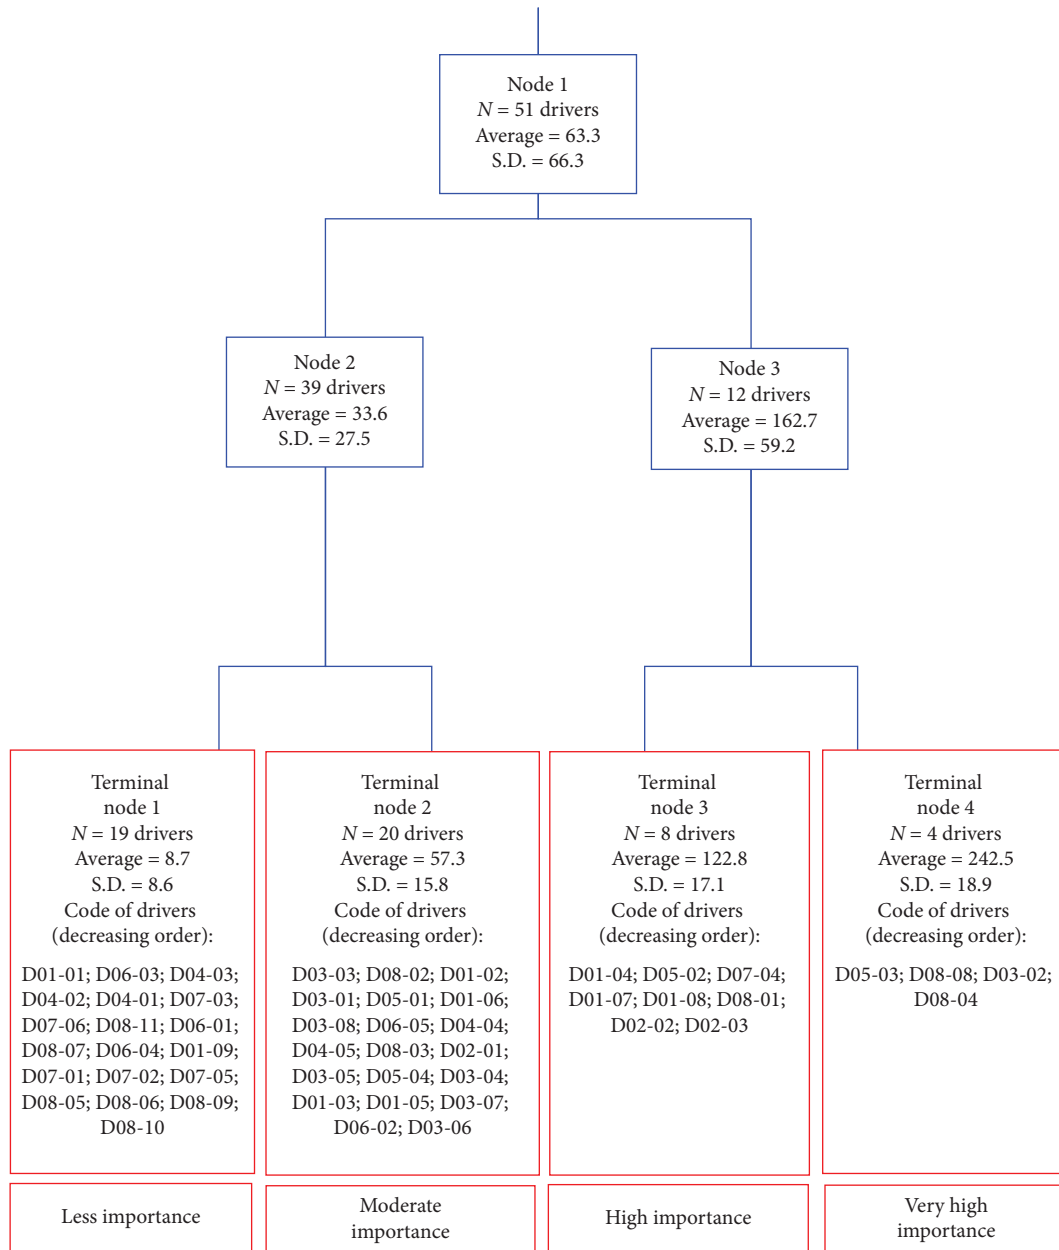 Node 1
N = 51 drivers
Average = 63.3
S.D. = 66.3
Node 2
N = 39 drivers
Average = 33.6
S.D. = 27.5
Node 3
N = 12 drivers
Average = 162.7
S.D. = 59.2
Terminal
node 1
N = 19 drivers
Average = 8.7
S.D. = 8.6
Code of drivers
(decreasing order):
D01-01; D06-03; D04-03;
D04-02; D04-01; D07-03;
D07-06; D08-11; D06-01;
D08-07; D06-04; D01-09;
D07-01; D07-02; D07-05;
D08-05; D08-06; D08-09;
D08-10
Terminal
node 2
N = 20 drivers
Average = 57.3
S.D. = 15.8
Code of drivers
(decreasing order):
D03-03; D08-02; D01-02;
D03-01; D05-01; D01-06;
D03-08; D06-05; D04-04;
D04-05; D08-03; D02-01;
D03-05; D05-04; D03-04;
D01-03; D01-05; D03-07;
D06-02; D03-06
Terminal
node 3
N = 8 drivers
Average = 122.8
S.D. = 17.1
Code of drivers
(decreasing order):
D01-04; D05-02; D07-04;
D01-07; D01-08; D08-01;
D02-02; D02-03
Terminal
node 4
N = 4 drivers
Average = 242.5
S.D. = 18.9
Code of drivers
(decreasing order):
D05-03; D08-08; D03-02;
D08-04
Less importance
Moderate
importance
High importance
Very high
importance